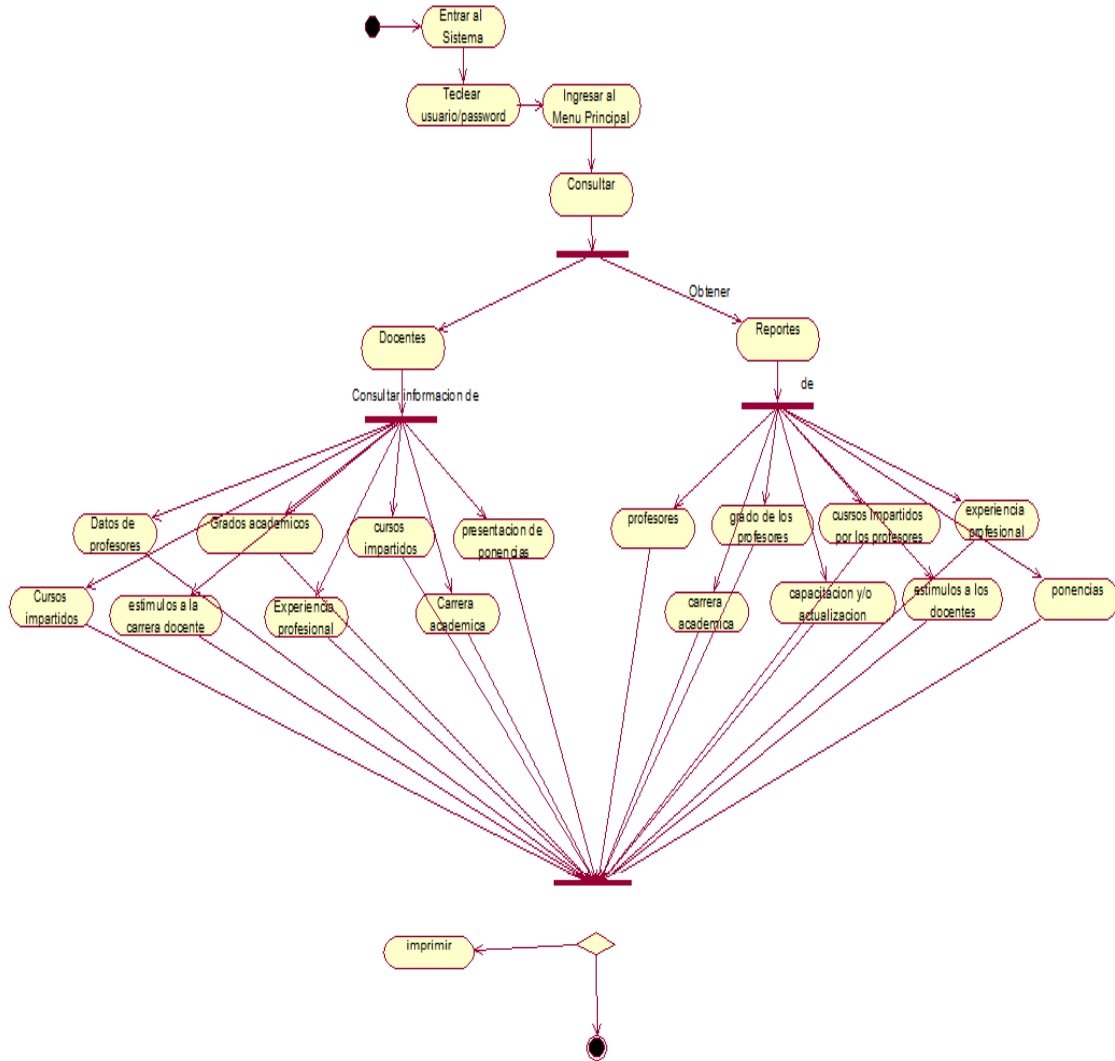 Entrar al
Sistema
Teclear
usuario/password
Ingresar al
Menu Principal
Consultar
Obtener
Docentes
Reportes
Consultar informacion de
de
Datos de
profesores
Grados academicos
cursos
impartidos
presentacion de
ponencias
profesores
grado de los
profesores
cusrsos impartidos
por los profesores
experiencia
profesional
Cursos
impartidos
estimulos a la
carrera docente
Experiencia
profesional
Carrera
academica
carrera
academica
capacitacion y/o
actualizacion
estimulos a los
docentes
ponencias
imprimir